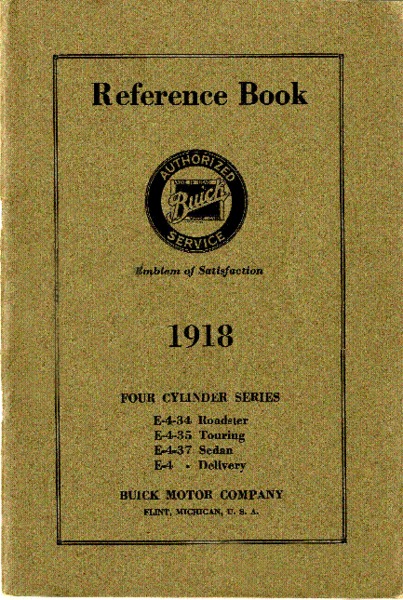 Reference Book
AUTHORIZED
Buick
SERVICE
Emblem of Satisfaction
1918
FOUR CYLINDER SERIES
E-4-34 Roadster
E-4-35 Touring
E-4-37 Sedan
E-4 - Delivery
BUICK MOTOR COMPANY
FLINT, MICHIGAN, U. S. A.